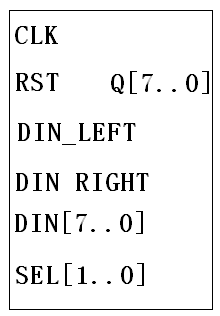 CLK
RST Q[7..0]
DIN_LEFT
DIN RIGHT
DIN[7..0]
SEL[1..0]